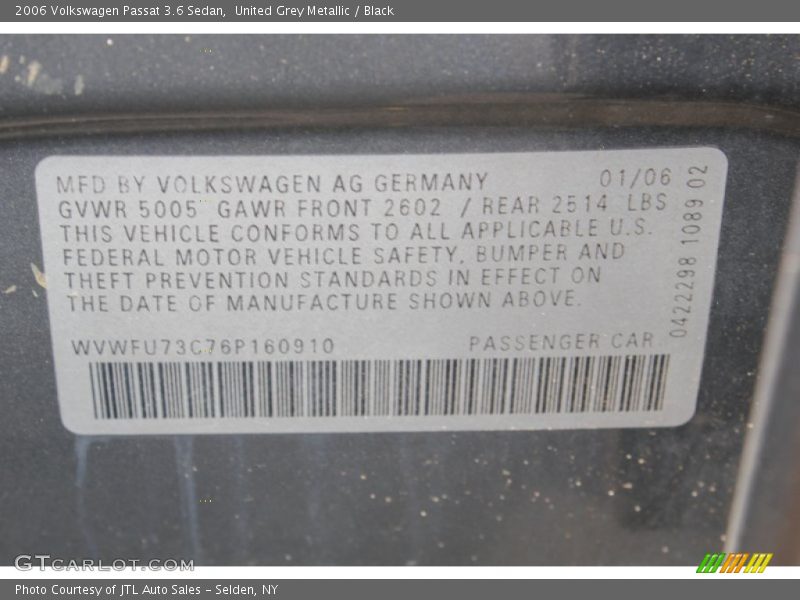 2006 Volkswagen Passat 3.6 Sedan,  United Grey Metallic / Black
MFD BY VOLKSWAGEN AG GERMANY 01/06
GVWR 5005 GAWR FRONT 2602 / REAR 2514 LBS
THIS VEHICLE CONFORMS TO ALL APPLICABLE U.S.
FEDERAL MOTOR VEHICLE SAFETY, BUMPER AND
THEFT PREVENTION STANDARDS IN EFFECT ON
THE DATE OF MANUFACTURE SHOWN ABOVE.
WVWFU73C76P160910 PASSENGER CAR
0422298 1089 02
GTCARLOT.COM
Photo Courtesy of JTL Auto Sales - Selden, NY